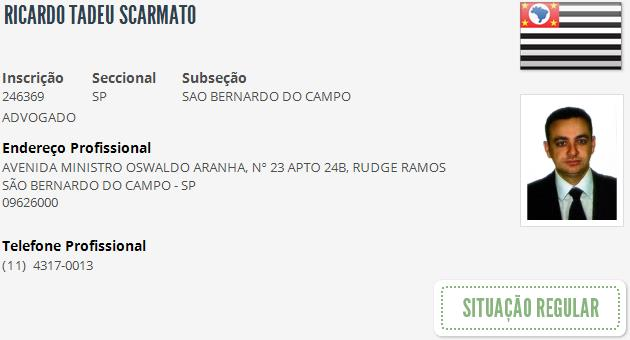 RICARDO TADEU SCARMATO
Inscrição Seccional Subseção
246369 SP SAO BERNARDO DO CAMPO
ADVOGADO
Endereço Profissional
AVENIDA MINISTRO OSWALDO ARANHA, Nº 23 APTO 24B, RUDGE RAMOS
SÃO BERNARDO DO CAMPO - SP
09626000
Telefone Profissional
(11) 4317-0013
SITUAÇÃO REGULAR